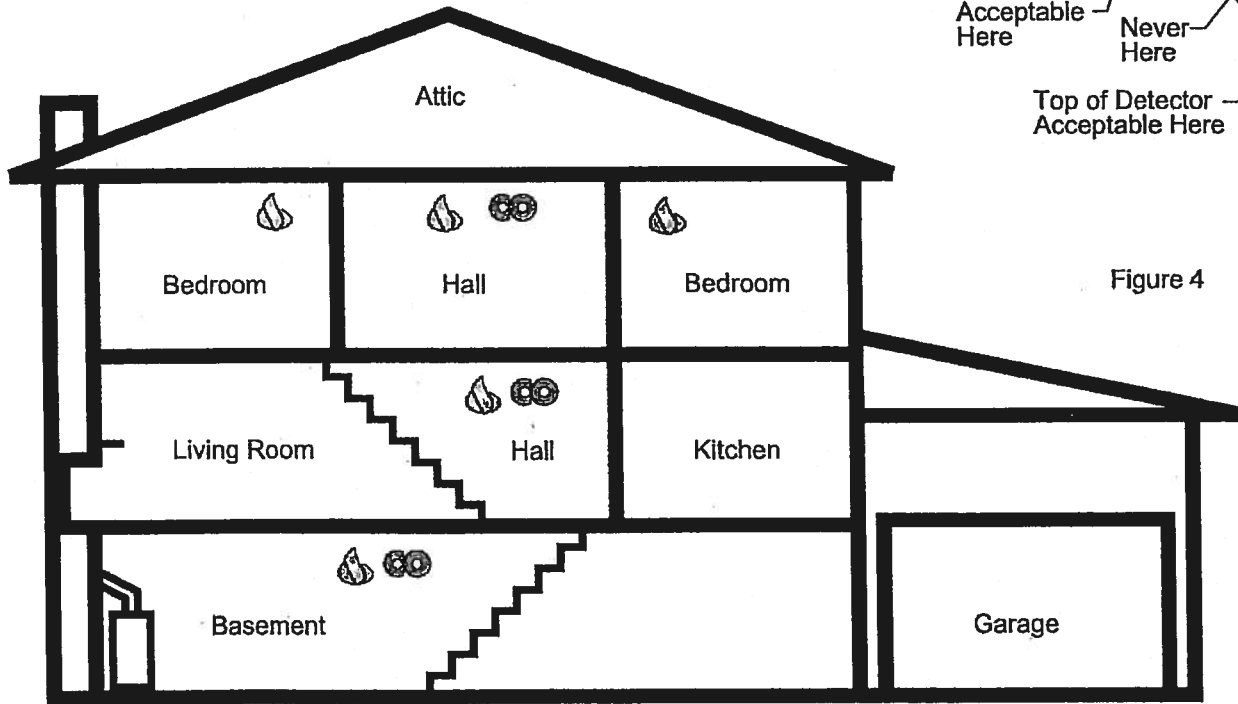 Acceptable
Here
Never
Here
Top of Detector
Acceptable Here
Attic
Bedroom
Hall
Bedroom
Figure 4
Living Room
Hall
Kitchen
Basement
Garage